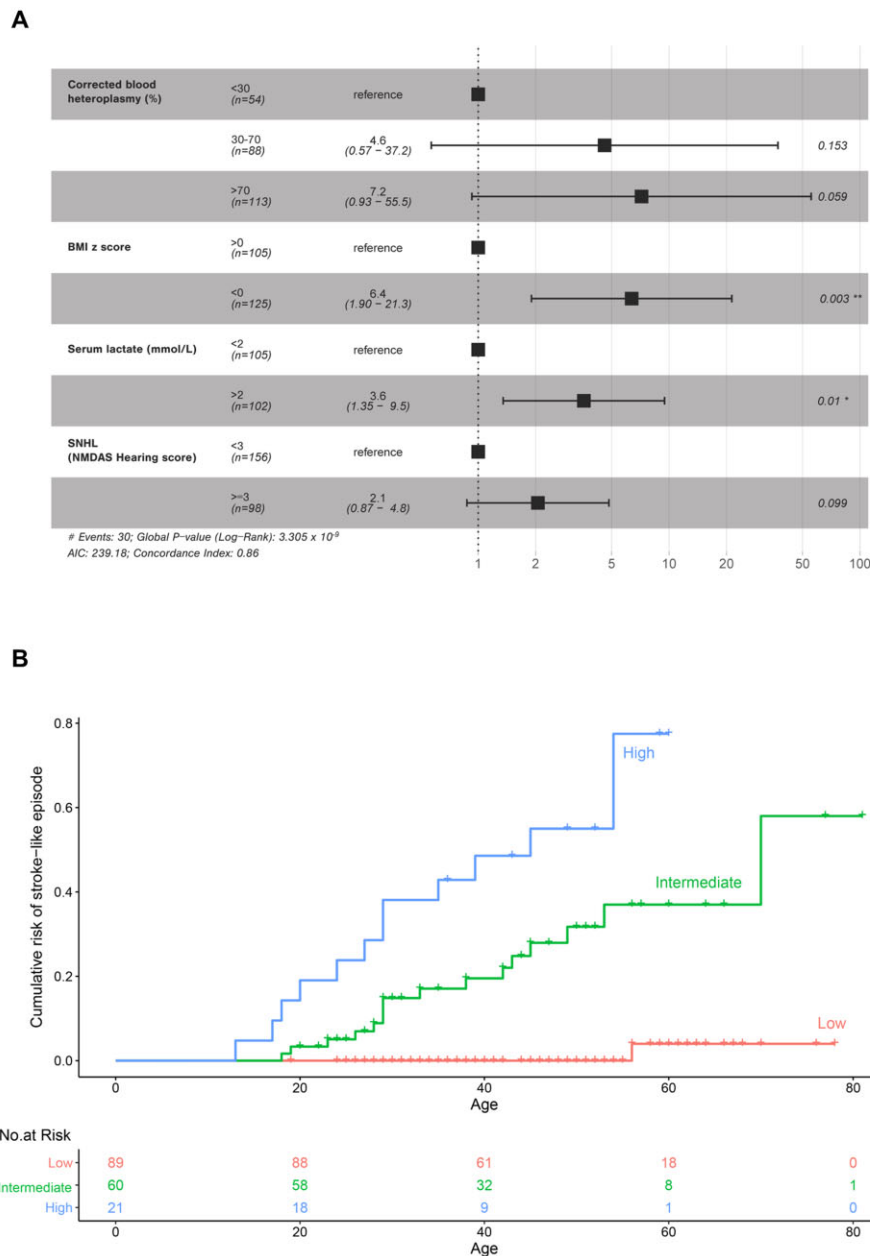 A
Corrected blood
heteroplasmy (%)
<30
(n=54)
reference
30-70
(n=88)
4.6
(0.57 – 37.2)
0.153
>70
(n=113)
7.2
(0.93 – 55.5)
0.059
BMI z score
>0
(n=105)
reference
<0
(n=125)
6.4
(1.90 – 21.3)
0.003 **
Serum lactate (mmol/L)
<2
(n=105)
reference
>2
(n=102)
3.6
(1.35 – 9.5)
0.01 *
SNHL
(NMDAS Hearing score)
<3
(n=156)
reference
>=3
(n=98)
2.1
(0.87 – 4.8)
0.099
# Events: 30; Global P-value (Log-Rank): 3.305 x 10⁻⁹
AIC: 239.18; Concordance Index: 0.86
1 2 5 10 20 50 100
B
Cumulative risk of stroke-like episode
0.8
0.6
0.4
0.2
0.0
High
Intermediate
Low
0 20 40 60 80
Age
No.at Risk
Low 89 88 61 18 0
Intermediate 60 58 32 8 1
High 21 18 9 1 0
0 20 40 60 80
Age